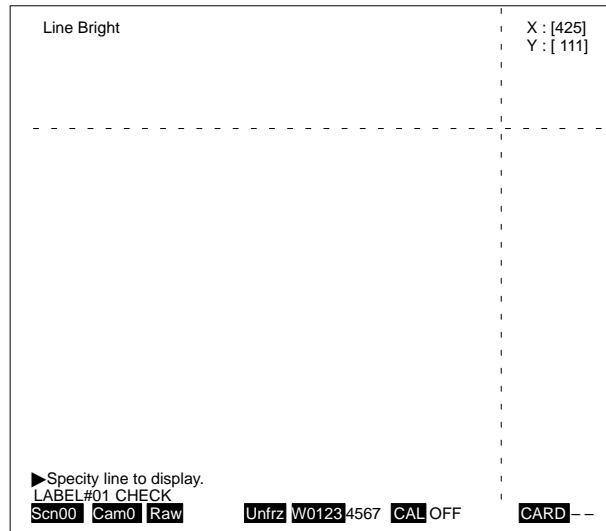 Line Bright
X : [425]
Y : [ 111]
▶Specity line to display.
LABEL#01 CHECK
Scn00 Cam0 Raw Unfrz W01234567 CAL OFF CARD – –